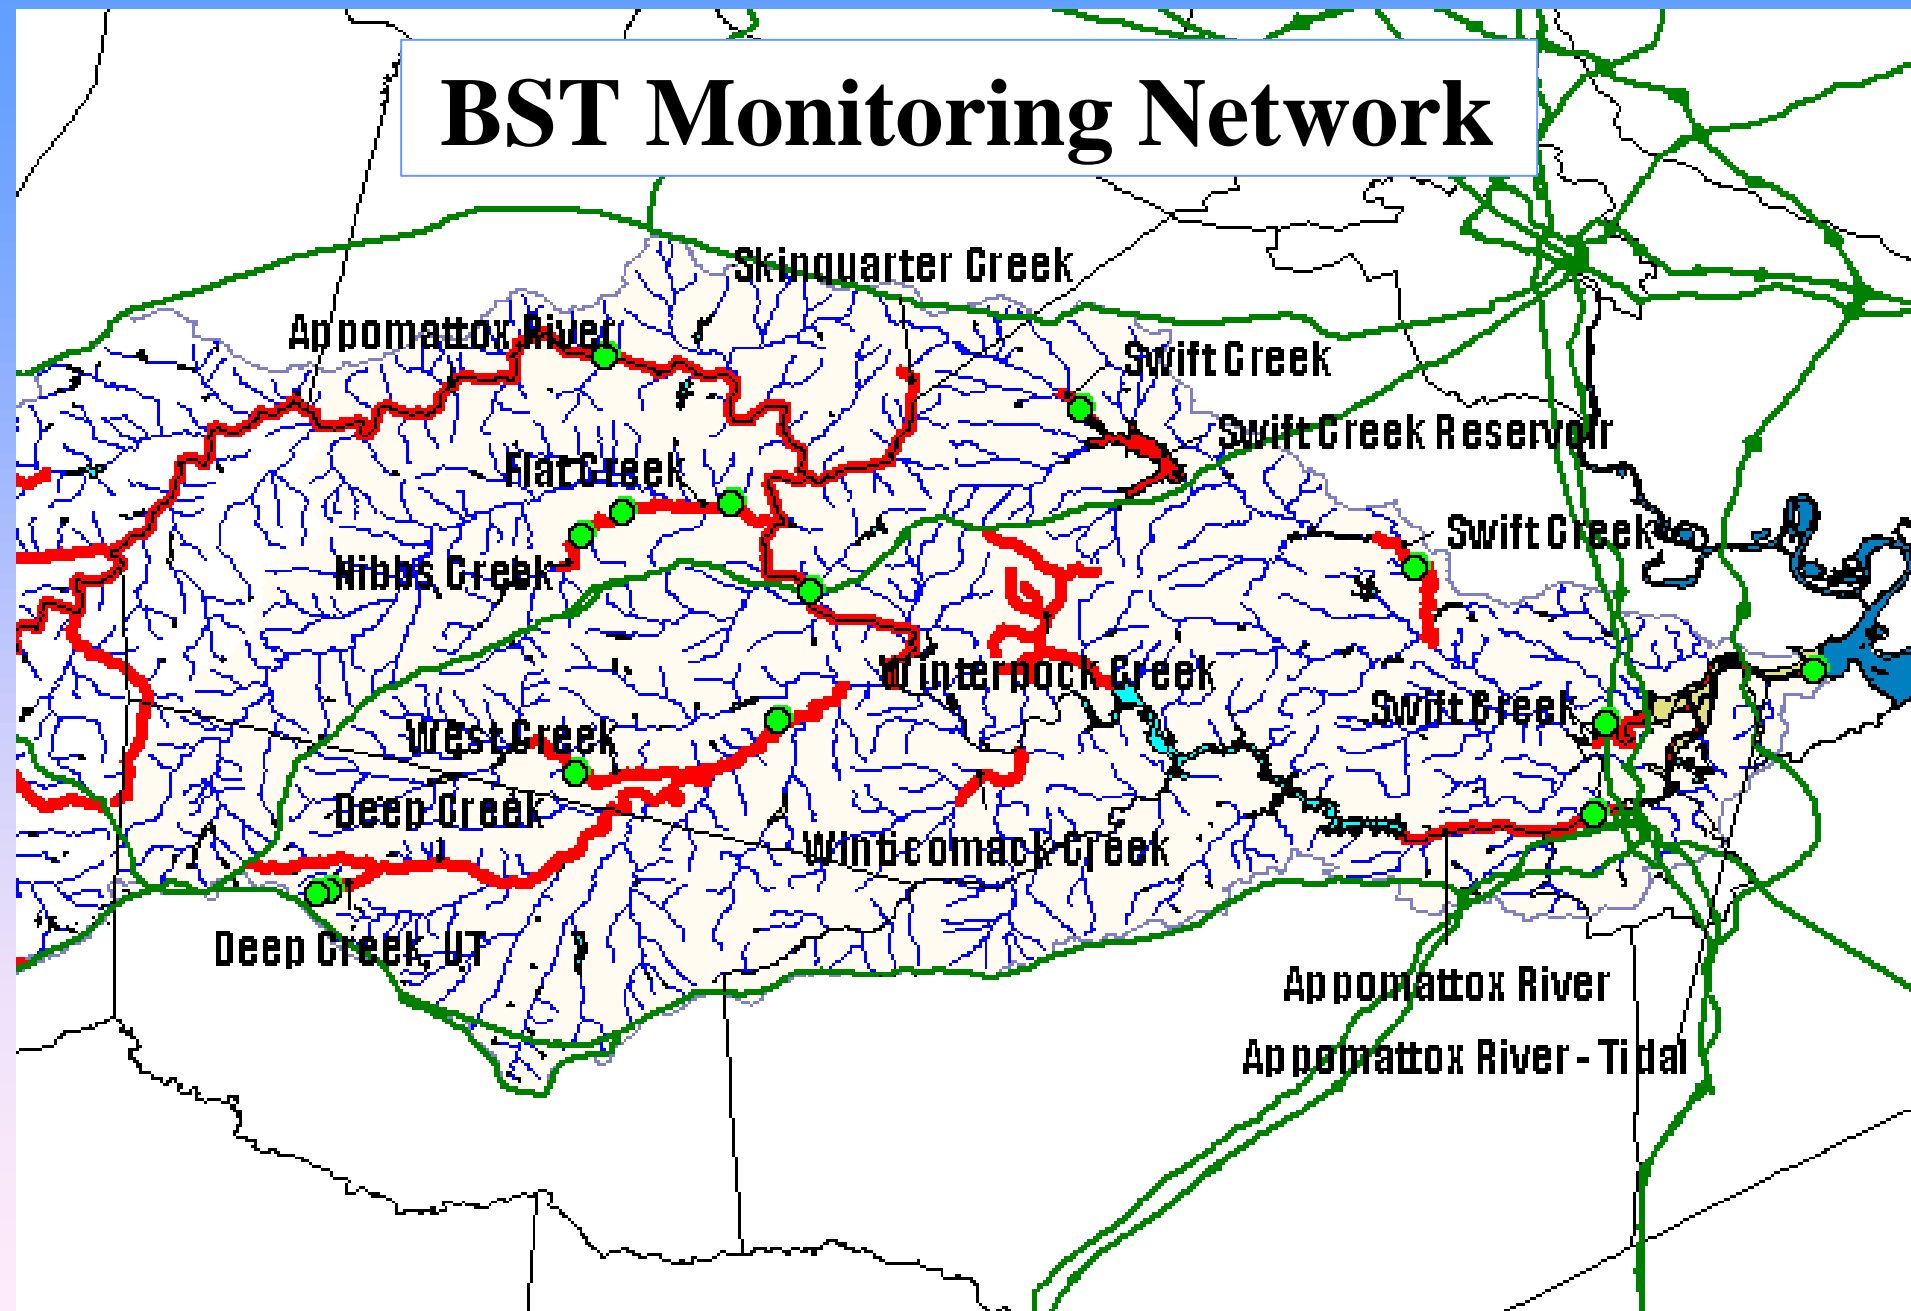 BST Monitoring Network
Skinquarter Creek
Appomattox River
Swift Creek
Swift Creek Reservoir
Flat Creek
Swift Creek
Nibbs Creek
Winterpock Creek
Swift Creek
West Creek
Deep Creek
Winticomack Creek
Deep Creek, UT
Appomattox River
Appomattox River - Tidal